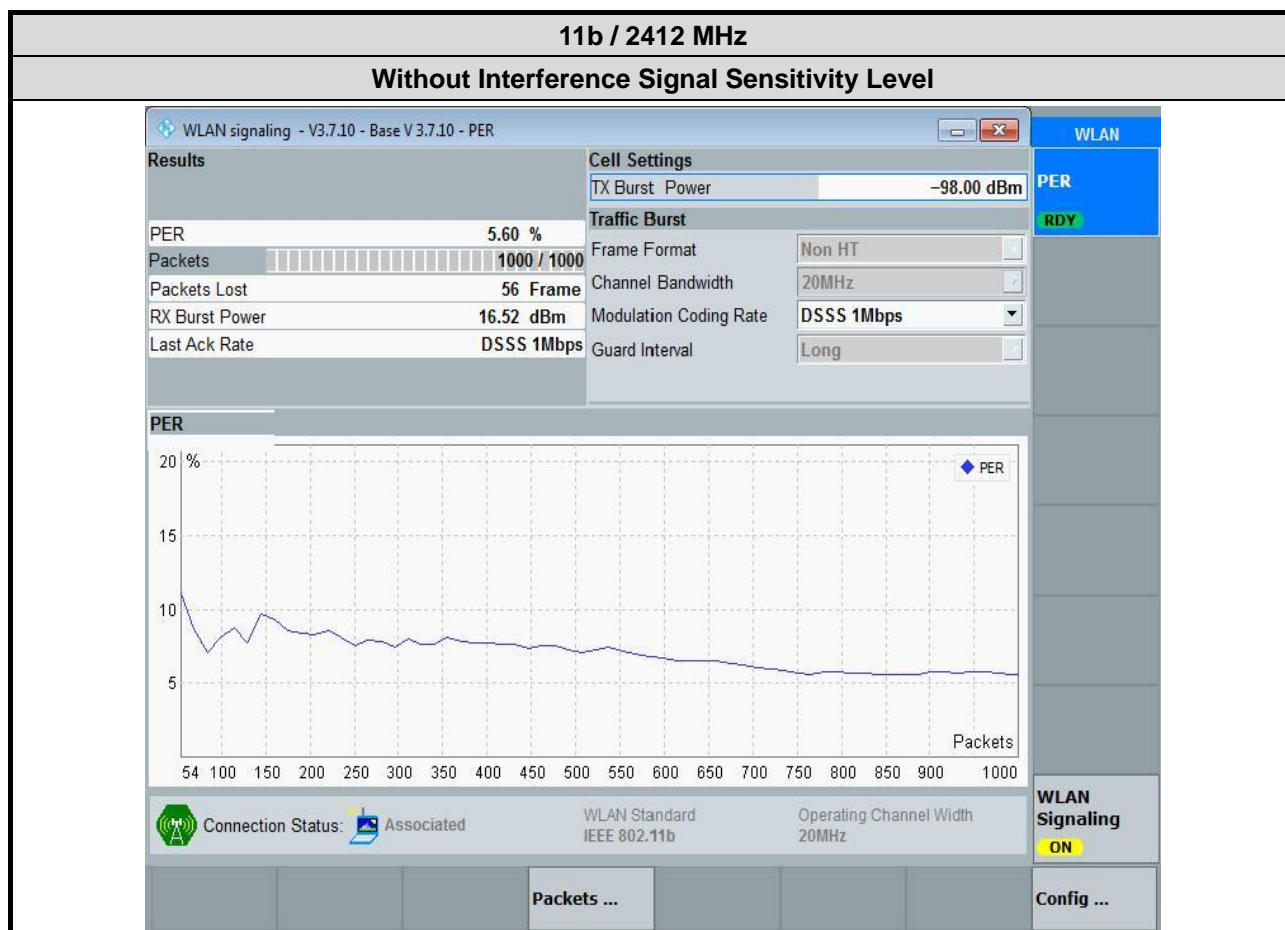 11b / 2412 MHz
Without Interference Signal Sensitivity Level
WLAN signaling - V3.7.10 - Base V 3.7.10 - PER
WLAN
Results
Cell Settings
TX Burst Power -98.00 dBm
PER
RDY
Traffic Burst
PER 5.60 %
Frame Format Non HT
Packets 1000 / 1000
Channel Bandwidth 20MHz
Packets Lost 56 Frame
Modulation Coding Rate DSSS 1Mbps
RX Burst Power 16.52 dBm
Guard Interval Long
Last Ack Rate DSSS 1Mbps
PER
20 %
PER
15
10
5
Packets
54 100 150 200 250 300 350 400 450 500 550 600 650 700 750 800 850 900 1000
Connection Status: Associated
WLAN Standard
IEEE 802.11b
Operating Channel Width
20MHz
WLAN
Signaling
ON
Packets ...
Config ...